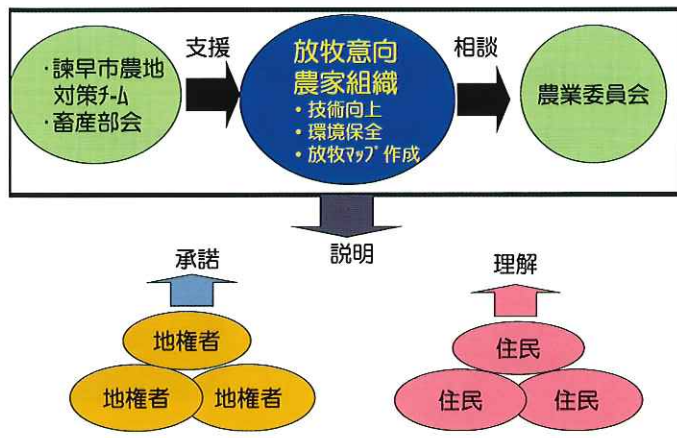 ・諫早市農地
対策ﾁｰﾑ
・畜産部会
支援
放牧意向
農家組織
・技術向上
・環境保全
・放牧ﾏｯﾌﾟ作成
相談
農業委員会
説明
承諾
理解
地権者
地権者
地権者
住民
住民
住民